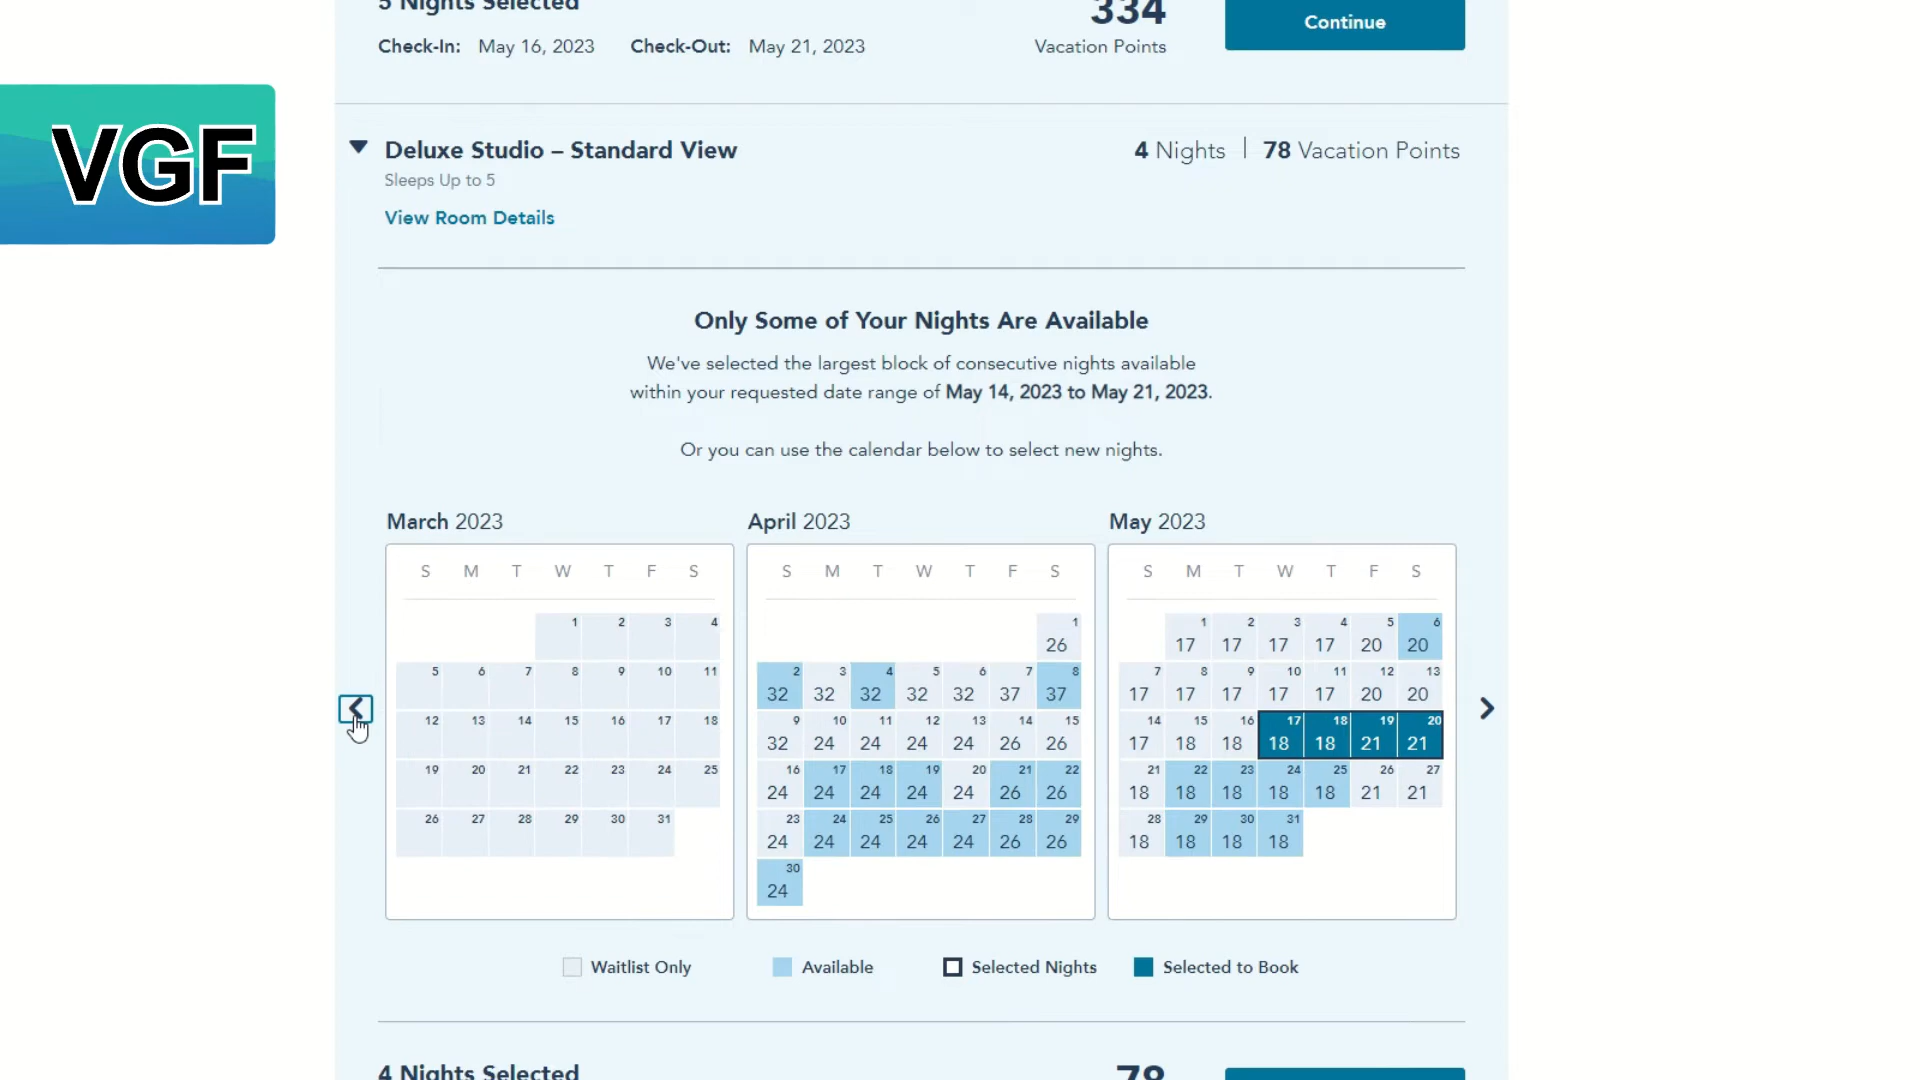 5 Nights Selected
334
Continue
Check-In: May 16, 2023 Check-Out: May 21, 2023
Vacation Points
VGF
Deluxe Studio – Standard View
4 Nights | 78 Vacation Points
Sleeps Up to 5
View Room Details
Only Some of Your Nights Are Available
We've selected the largest block of consecutive nights available
within your requested date range of May 14, 2023 to May 21, 2023.
Or you can use the calendar below to select new nights.
March 2023
S M T W T F S
1 2 3 4
5 6 7 8 9 10 11
12 13 14 15 16 17 18
19 20 21 22 23 24 25
26 27 28 29 30 31
April 2023
S M T W T F S
1
26
2 3 4 5 6 7 8
32 32 32 32 32 37 37
9 10 11 12 13 14 15
32 24 24 24 24 26 26
16 17 18 19 20 21 22
24 24 24 24 24 26 26
23 24 25 26 27 28 29
24 24 24 24 24 26 26
30
24
May 2023
S M T W T F S
1 2 3 4 5 6
17 17 17 17 20 20
7 8 9 10 11 12 13
17 17 17 17 17 20 20
14 15 16 17 18 19 20
17 18 18 18 18 21 21
21 22 23 24 25 26 27
18 18 18 18 18 21 21
28 29 30 31
18 18 18 18
Waitlist Only
Available
Selected Nights
Selected to Book
4 Nights Selected
78